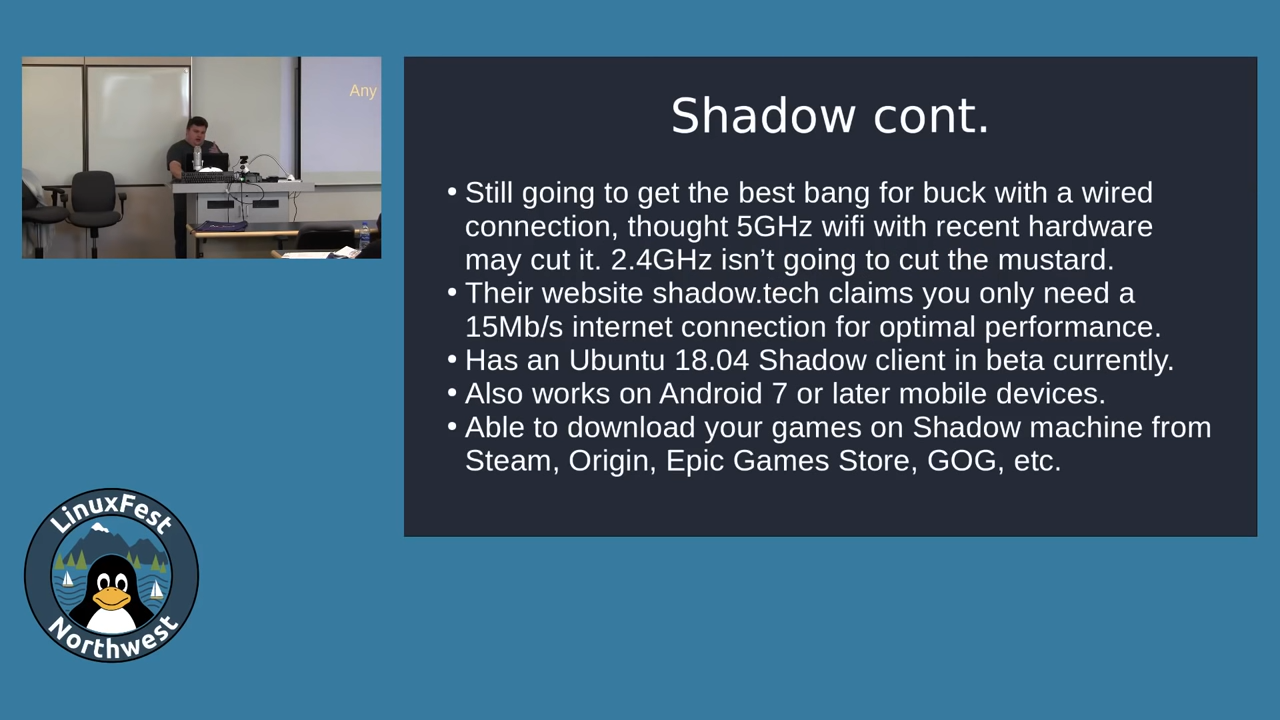 Any
Shadow cont.
• Still going to get the best bang for buck with a wired
connection, thought 5GHz wifi with recent hardware
may cut it. 2.4GHz isn’t going to cut the mustard.
• Their website shadow.tech claims you only need a
15Mb/s internet connection for optimal performance.
• Has an Ubuntu 18.04 Shadow client in beta currently.
• Also works on Android 7 or later mobile devices.
• Able to download your games on Shadow machine from
Steam, Origin, Epic Games Store, GOG, etc.
LinuxFest
Northwest